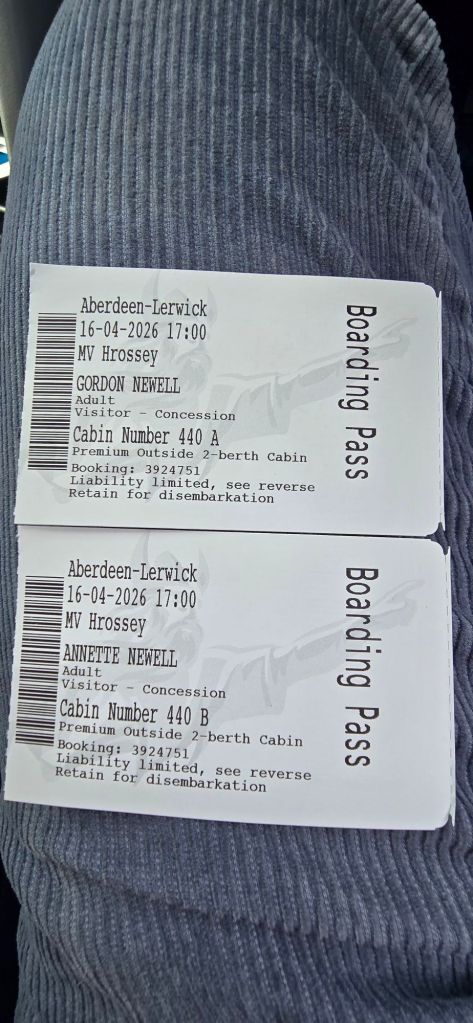 Aberdeen-Lerwick
16-04-2026 17:00
MV Hrossey
GORDON NEWELL
Adult
Visitor - Concession
Cabin Number 440 A
Premium Outside 2-berth Cabin
Booking: 3924751
Liability limited, see reverse
Retain for disembarkation
Boarding Pass
Aberdeen-Lerwick
16-04-2026 17:00
MV Hrossey
ANNETTE NEWELL
Adult
Visitor - Concession
Cabin Number 440 B
Premium Outside 2-berth Cabin
Booking: 3924751
Liability limited, see reverse
Retain for disembarkation
Boarding Pass